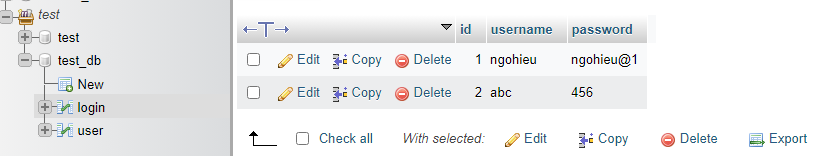 test
test
test_db
New
login
user
id username password
Edit Copy Delete 1 ngohieu ngohieu@1
Edit Copy Delete 2 abc 456
Check all With selected: Edit Copy Delete Export